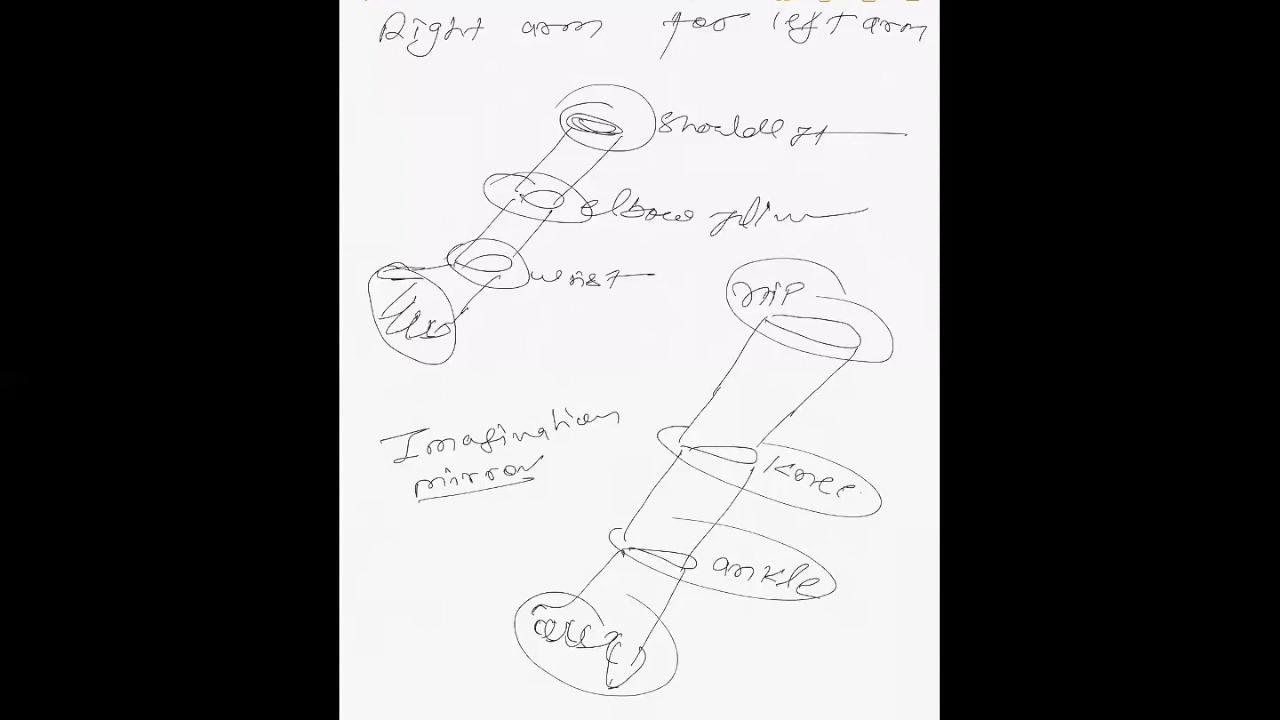 Right arm for left arm
Shoulder
elbow
wrist
HiP
Imagination
mirror
Knee
ankle